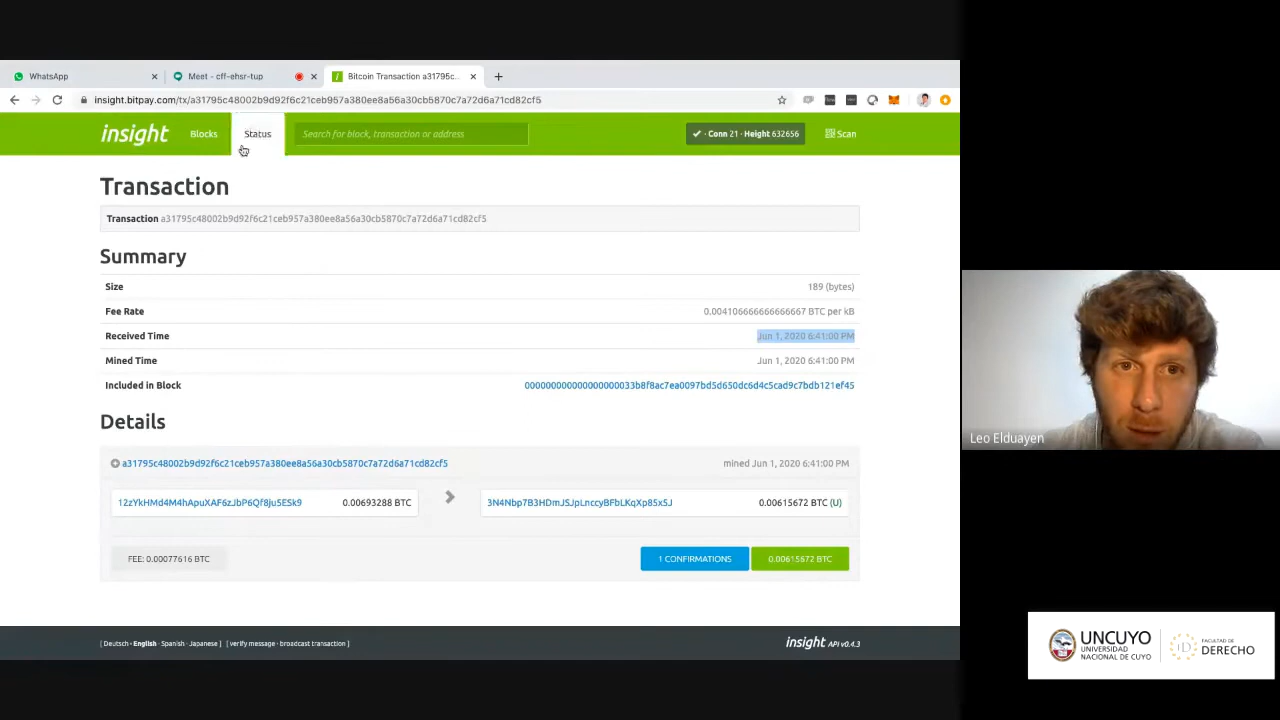 WhatsApp
Meet - cff-ehsr-tup
Bitcoin Transaction a31795c...
insight.bitpay.com/tx/a31795c48002b9d92f6c21ceb957a380ee8a56a30cb5870c7a72d6a71cd82cf5
insight
Blocks
Status
Search for block, transaction or address
· Conn 21 · Height 632656
Scan
Transaction
Transaction a31795c48002b9d92f6c21ceb957a380ee8a56a30cb5870c7a72d6a71cd82cf5
Summary
Size 189 (bytes)
Fee Rate 0.004106666666666667 BTC per kB
Received Time Jun 1, 2020 6:41:00 PM
Mined Time Jun 1, 2020 6:41:00 PM
Included in Block 0000000000000000000033b8f8ac7ea0097bd5d650dc6d4c5cad9c7bdb121ef45
Details
a31795c48002b9d92f6c21ceb957a380ee8a56a30cb5870c7a72d6a71cd82cf5 mined Jun 1, 2020 6:41:00 PM
12zYkHMd4M4hApuXAF6zJbP6Qf8ju5ESk9 0.00693288 BTC
3N4Nbp7B3HDmJSJpLnccyBFbLKqXp85x5J 0.00615672 BTC (U)
FEE: 0.00077616 BTC
1 CONFIRMATIONS
0.00615672 BTC
[ Deutsch · English · Spanish · Japanese ] [ verify message · broadcast transaction ]
insight API v0.4.3
Leo Elduayen
UNCUYO
UNIVERSIDAD
NACIONAL DE CUYO
FACULTAD DE
DERECHO